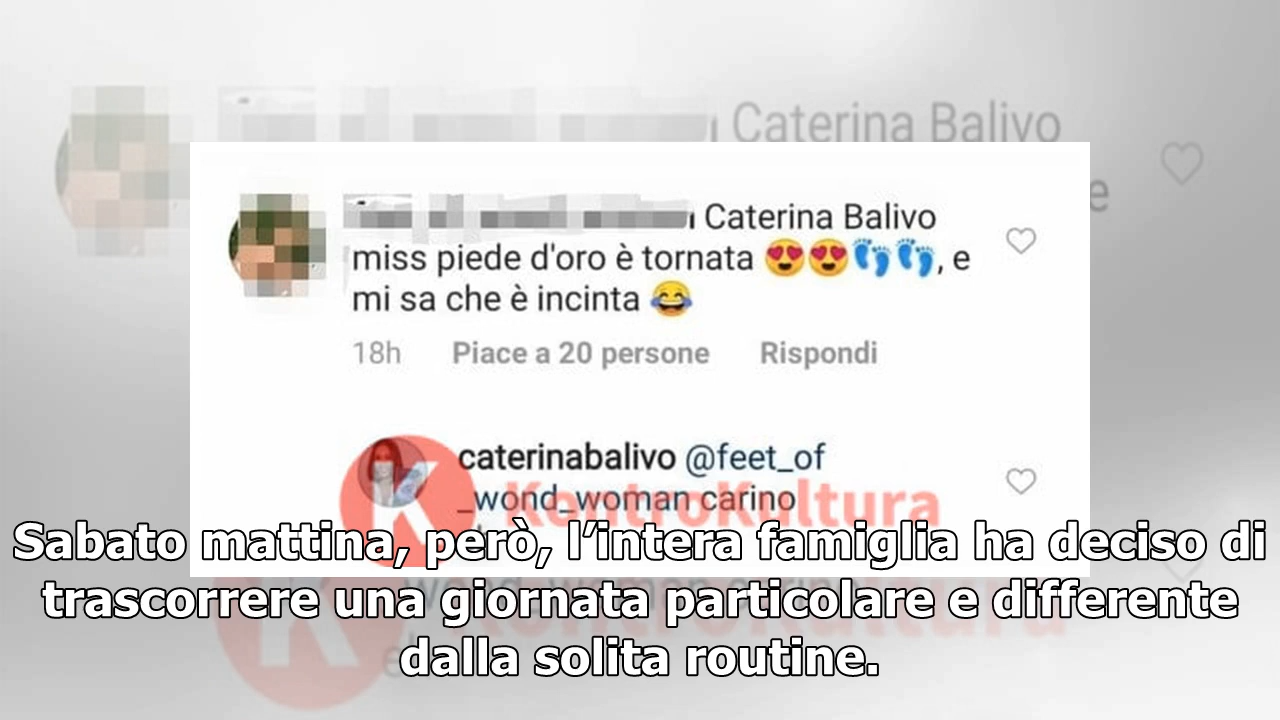 Caterina Balivo
Caterina Balivo
miss piede d'oro è tornata 😍😍👣👣, e
mi sa che è incinta 😂
18h Piace a 20 persone Rispondi
caterinabalivo @feet_of
_wond_woman carino
KontroKultura
Sabato mattina, però, l’intera famiglia ha deciso di
trascorrere una giornata particolare e differente
dalla solita routine.